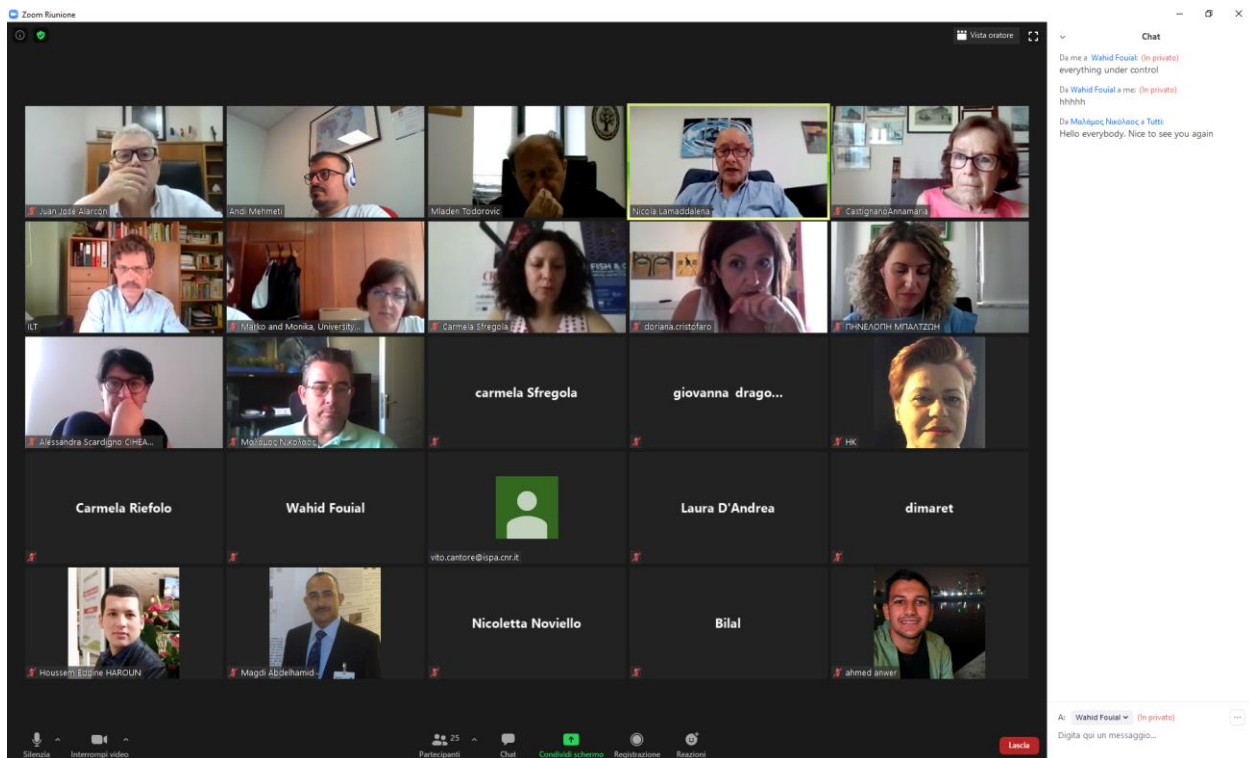 Zoom Riunione
Vista oratore
Juan José Alarcón
Andi Mehmeti
Mladen Todorovic
Nicola Lamaddalena
CastignanoAnnamaria
ILT
Marko and Monika, University...
FISH &
Carmela Sfregola
doriana.cristofaro
ΠΗΝΕΛΟΠΗ ΜΠΑΛΤΖΩΗ
Alessandra Scardigno CIHEA...
Μαλάμος Νικόλαος
carmela Sfregola
giovanna drago...
HK
Carmela Riefolo
Wahid Fouial
vito.cantore@ispa.cnr.it
Laura D'Andrea
dimaret
Houssem Eddine HAROUN
Magdi Abdelhamid
Nicoletta Noviello
Bilal
ahmed anwer
Silenzia
Interrompi video
Partecipanti
25
Chat
Condividi schermo
Registrazione
Reazioni
Lascia
Chat
Da me a Wahid Fouial: (In privato)
everything under control
Da Wahid Fouial a me: (In privato)
hhhhh
Da Μαλάμος Νικόλαος a Tutti:
Hello everybody. Nice to see you again
A: Wahid Fouial (In privato)
Digita qui un messaggio...